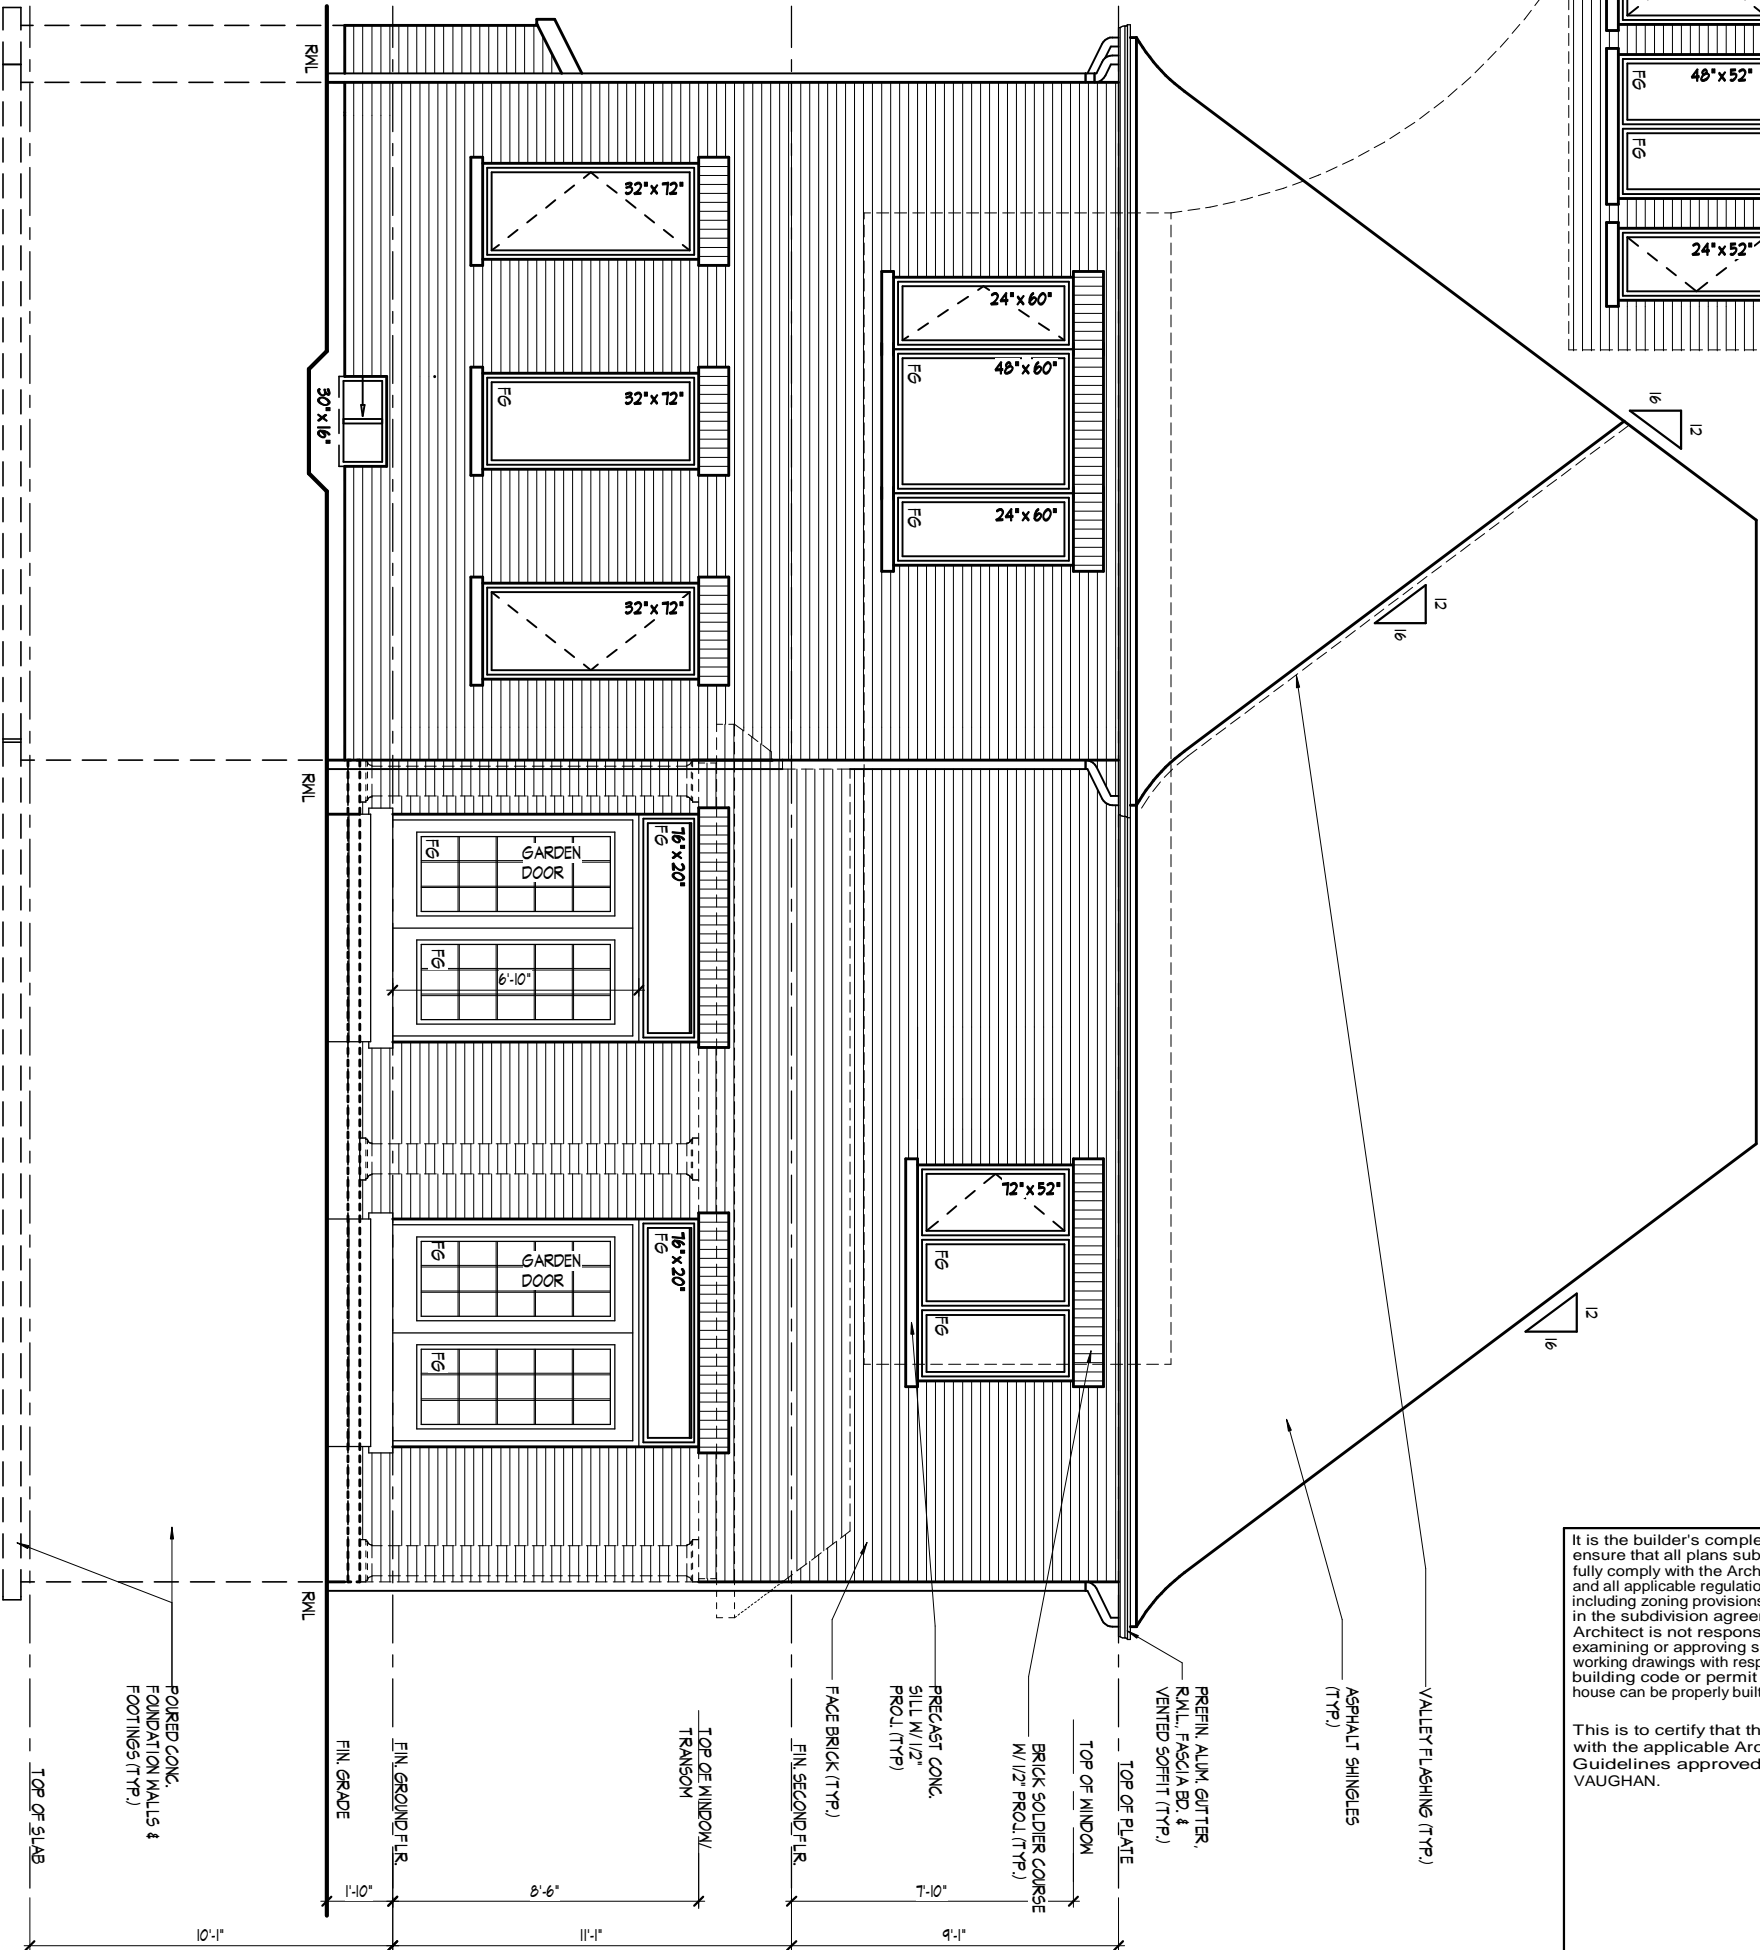 48"x52"
FG
FG
24"x52"
16
12
12
16
12
16
RWL
32"x72"
24"x60"
48"x60"
FG
24"x60"
FG
32"x72"
FG
32"x72"
30"x16"
RWL
76"x20"
FG
GARDEN
DOOR
FG
FG
6'-10"
72"x52"
FG
FG
76"x20"
FG
GARDEN
DOOR
FG
FG
RWL
VALLEY FLASHING (TYP.)
ASPHALT SHINGLES
(TYP.)
PREFIN. ALUM. GUTTER,
R.W.L., FASCIA BD. &
VENTED SOFFIT (TYP.)
TOP OF PLATE
TOP OF WINDOW
BRICK SOLDIER COURSE
W/ 1/2" PROJ. (TYP.)
PRECAST CONC.
SILL W/ 1/2"
PROJ. (TYP)
FACE BRICK (TYP.)
FIN. SECOND FLR.
TOP OF WINDOW/
TRANSOM
FIN. GROUND FLR.
FIN. GRADE
POURED CONC.
FOUNDATION WALLS &
FOOTINGS (TYP.)
TOP OF SLAB
7'-10"
8'-6"
1'-10"
9'-1"
11'-1"
10'-1"
It is the builder's comple
ensure that all plans sub
fully comply with the Arch
and all applicable regulatio
including zoning provisions
in the subdivision agreer
Architect is not respons
examining or approving s
working drawings with resp
building code or permit
house can be properly built
This is to certify that th
with the applicable Arc
Guidelines approved
VAUGHAN.